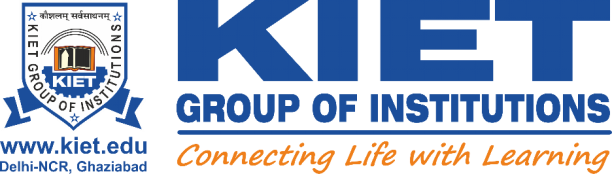 कौशलम् सर्वसाधनम्
KIET GROUP OF INSTITUTIONS
KIET
www.kiet.edu
Delhi-NCR, Ghaziabad
KIET
GROUP OF INSTITUTIONS
Connecting Life with Learning